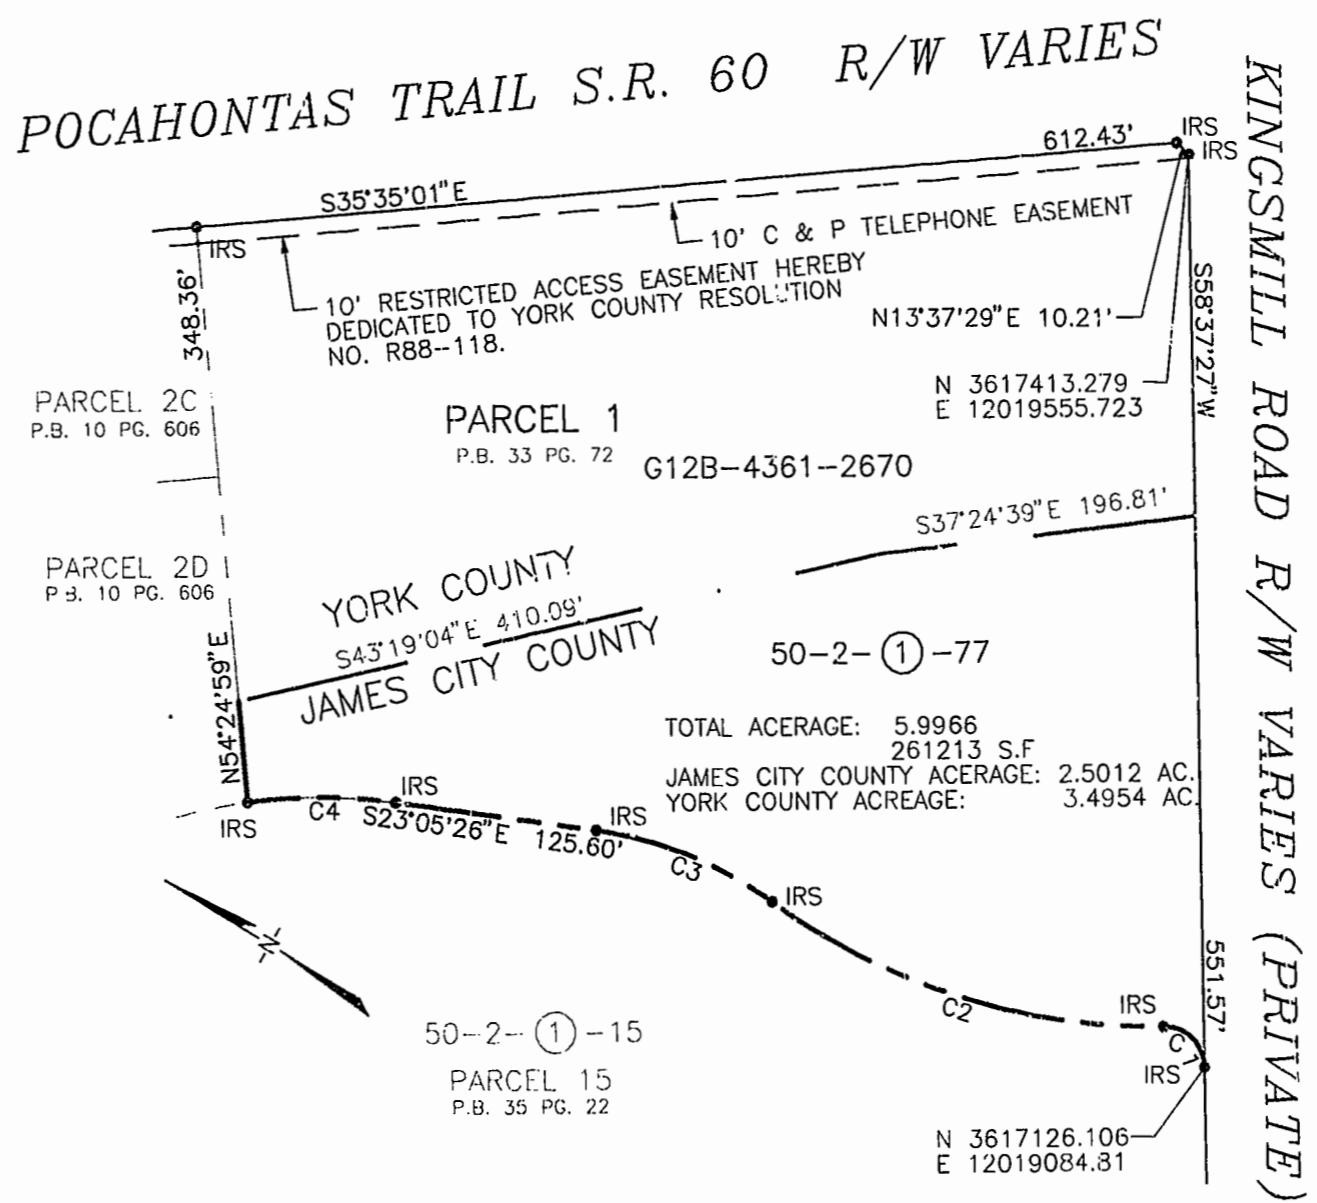 POCAHONTAS TRAIL S.R. 60 R/W VARIES
KINGSMILL ROAD R/W VARIES (PRIVATE)
612.43'
IRS
IRS
S35°35'01"E
IRS
10' C & P TELEPHONE EASEMENT
10' RESTRICTED ACCESS EASEMENT HEREBY
DEDICATED TO YORK COUNTY RESOLUTION
NO. R88--118.
348.36'
N13°37'29"E 10.21'
S58°37'27"W
N 3617413.279
E 12019555.723
PARCEL 2C
P.B. 10 PG. 606
PARCEL 1
P.B. 33 PG. 72
G12B-4361-2670
S37°24'39"E 196.81'
PARCEL 2D
P.B. 10 PG. 606
YORK COUNTY
S43°19'04"E 410.09'
JAMES CITY COUNTY
50-2-(1)-77
N54°24'59"E
TOTAL ACERAGE: 5.9966
261213 S.F
JAMES CITY COUNTY ACERAGE: 2.5012 AC.
YORK COUNTY ACREAGE: 3.4954 AC.
IRS
C4
IRS
S23°05'26"E 125.60'
IRS
C3
IRS
N
C2
IRS
C1
IRS
551.57'
50-2-(1)-15
PARCEL 15
P.B. 35 PG. 22
N 3617126.106
E 12019084.81